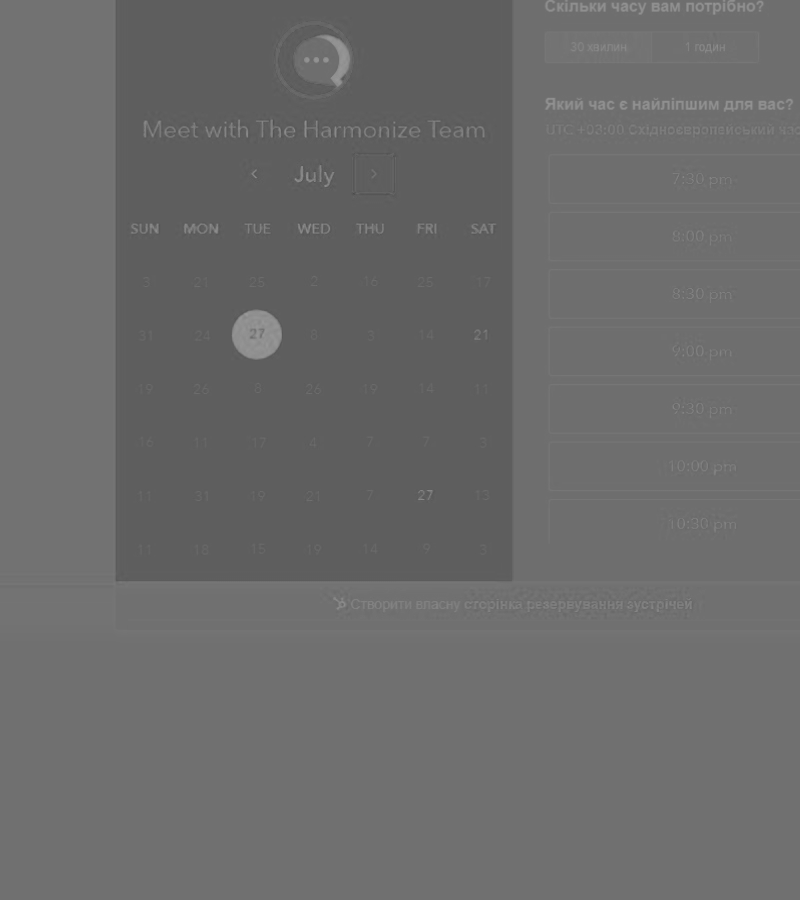 Meet with The Harmonize Team
July
SUN MON TUE WED THU FRI SAT
3 21 25 2 16 25 17
31 24 27 8 3 14 21
19 26 8 26 19 14 11
16 11 17 4 7 7 3
11 31 19 21 7 27 13
11 18 15 19 14 9 3
Скільки часу вам потрібно?
30 хвилин 1 годин
Який час є найліпшим для вас?
UTC +03:00 Східноєвропейський
7:30 pm
8:00 pm
8:30 pm
9:00 pm
9:30 pm
10:00 pm
10:30 pm
Створити власну сторінка резервування зустрічей